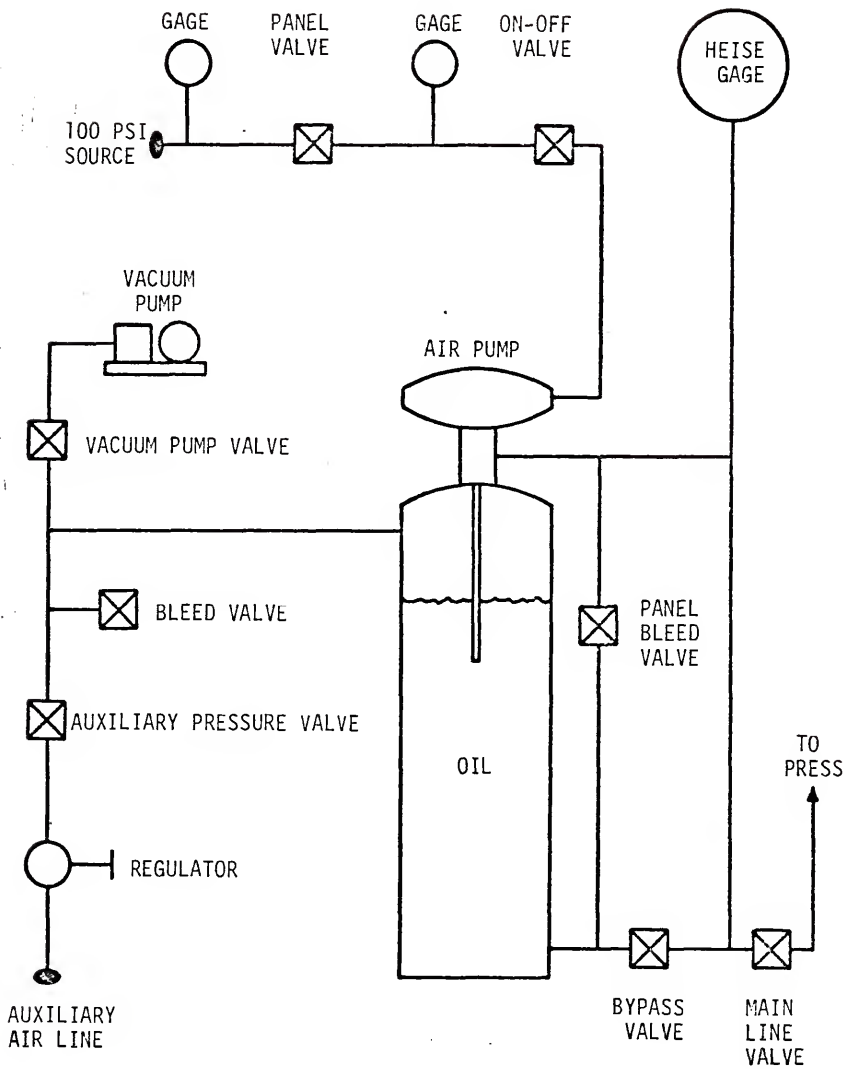 GAGE
PANEL
VALVE
GAGE
ON-OFF
VALVE
HEISE
GAGE
100 PSI
SOURCE
VACUUM
PUMP
AIR PUMP
VACUUM PUMP VALVE
BLEED VALVE
PANEL
BLEED
VALVE
AUXILIARY PRESSURE VALVE
OIL
TO
PRESS
REGULATOR
AUXILIARY
AIR LINE
BYPASS
VALVE
MAIN
LINE
VALVE